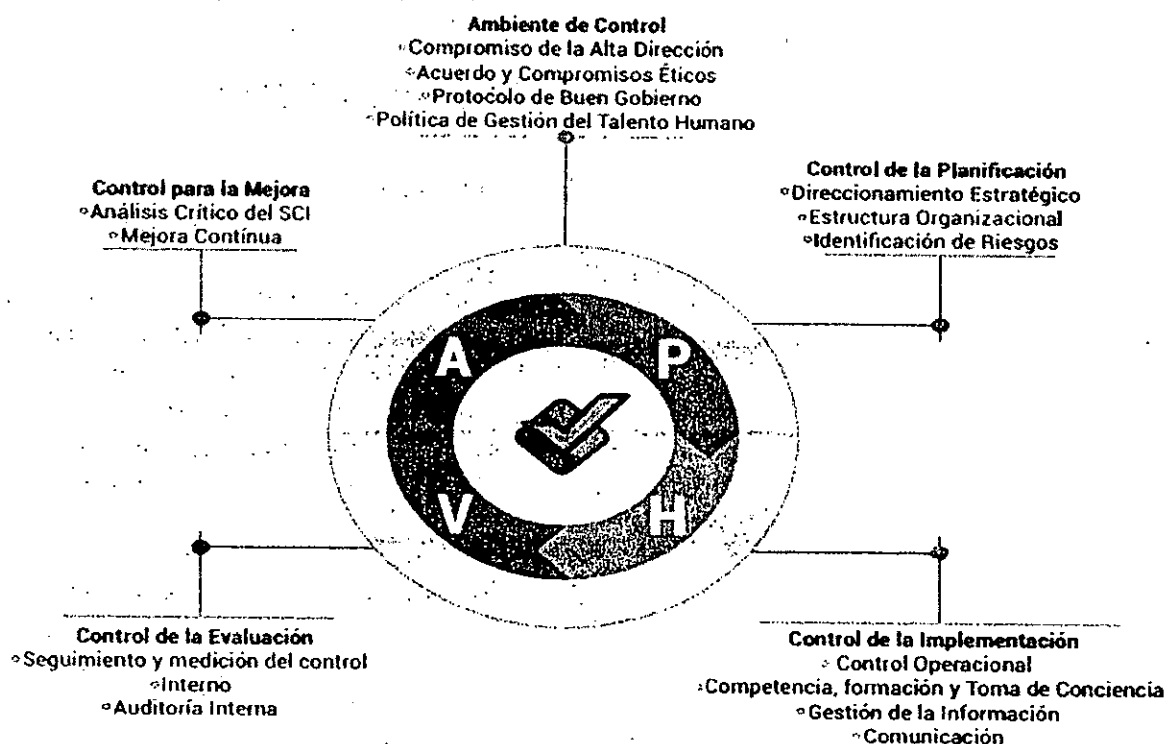 Ambiente de Control
°Compromiso de la Alta Dirección
°Acuerdo y Compromisos Éticos
°Protocolo de Buen Gobierno
°Política de Gestión del Talento Humano
Control para la Mejora
°Análisis Crítico del SCI
°Mejora Contínua
Control de la Planificación
°Direccionamiento Estratégico
°Estructura Organizacional
°Identificación de Riesgos
A
P
V
H
Control de la Evaluación
°Seguimiento y medición del control
°Interno
°Auditoría Interna
Control de la Implementación
° Control Operacional
°Competencia, formación y Toma de Conciencia
°Gestión de la Información
°Comunicación